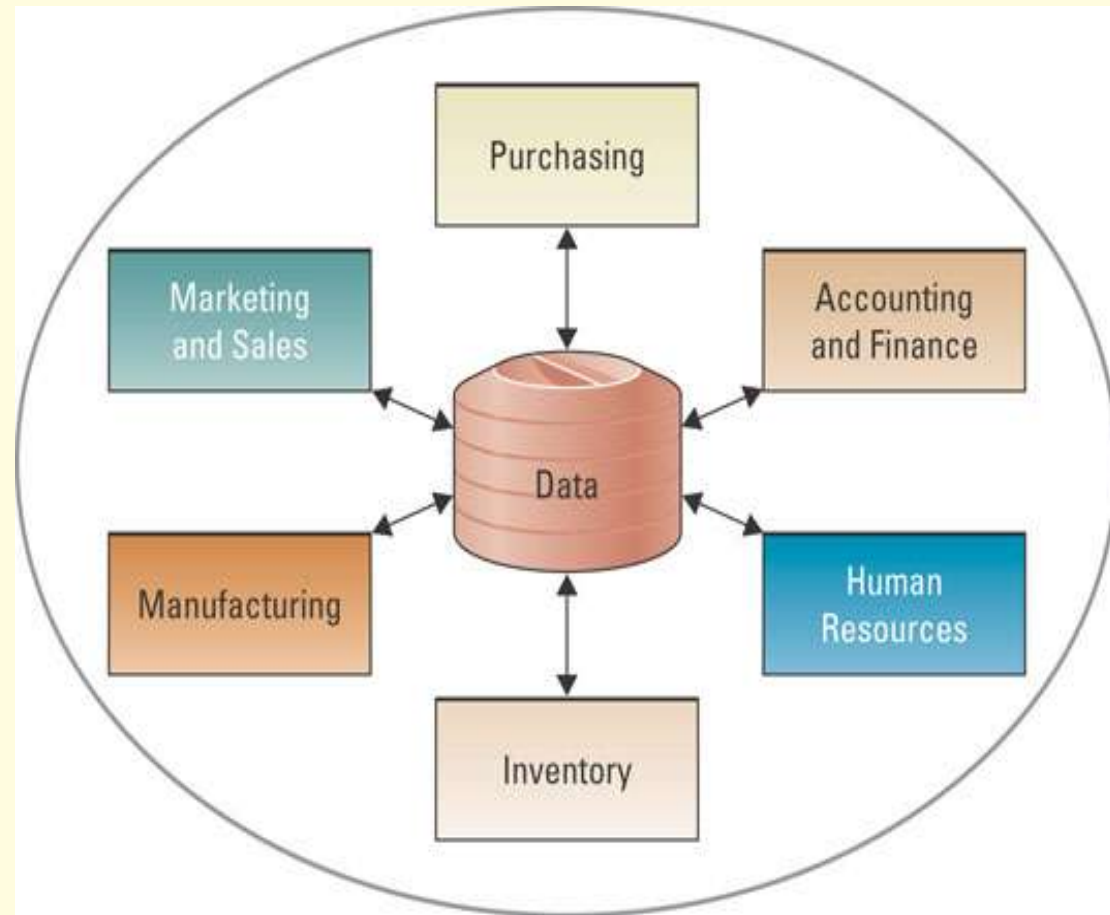 Purchasing
Marketing
and Sales
Accounting
and Finance
Data
Manufacturing
Human
Resources
Inventory